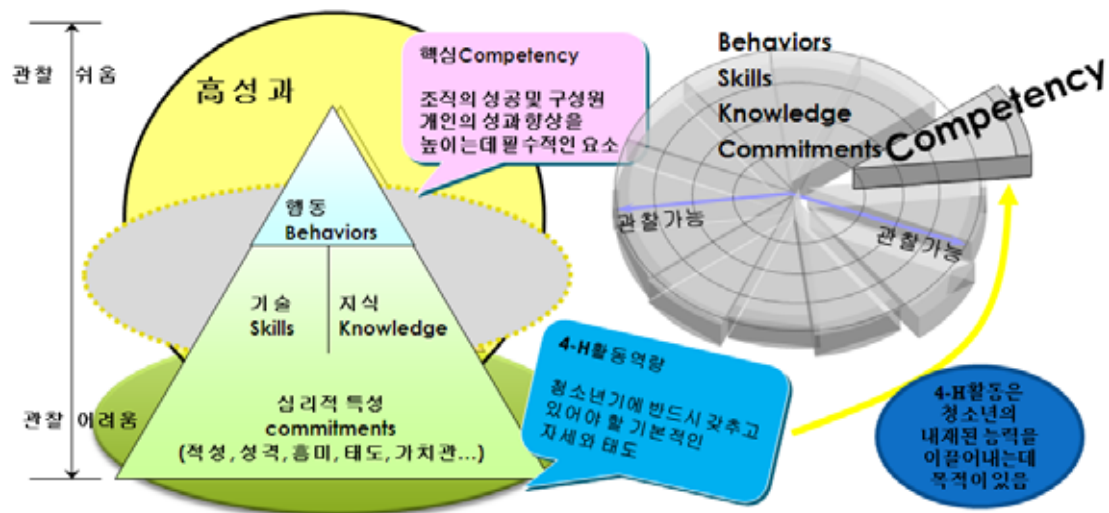 관찰 쉬움
高성과
핵심Competency
조직의 성공및 구성원
개인의 성과향상을
높이는데필수적인 요소
행동
Behaviors
기술
Skills
지식
Knowledge
심리적 특성
commitments
(적성, 성격, 흥미, 태도, 가치관...)
관찰 어려움
4-H활동역량
청소년기에 반드시 갖추고
있어야 할 기본적인
자세와 태도
Behaviors
Skills
Knowledge
Commitments
Competency
관찰가능
관찰가능
4-H활동은
청소년의
내재된 능력을
이끌어내는데
목적이 있음